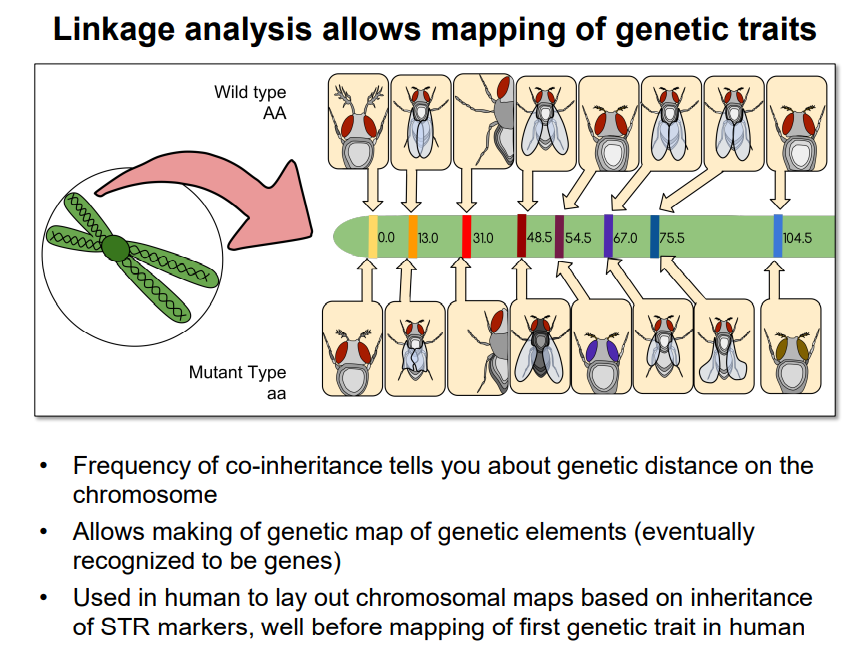 Linkage analysis allows mapping of genetic traits
Wild type
AA
0.0 13.0 31.0 48.5 54.5 67.0 75.5 104.5
Mutant Type
aa
• Frequency of co-inheritance tells you about genetic distance on the
chromosome
• Allows making of genetic map of genetic elements (eventually
recognized to be genes)
• Used in human to lay out chromosomal maps based on inheritance
of STR markers, well before mapping of first genetic trait in human